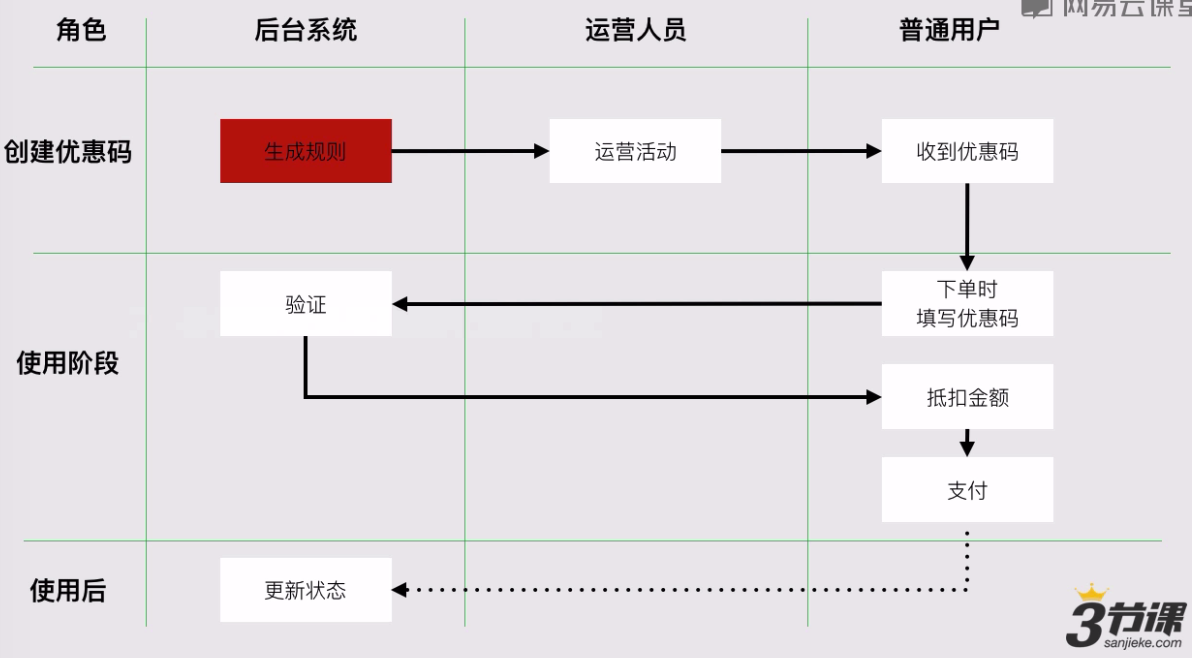 网易云课堂
角色
后台系统
运营人员
普通用户
创建优惠码
生成规则
运营活动
收到优惠码
验证
下单时
填写优惠码
使用阶段
抵扣金额
支付
使用后
更新状态
3节课
sanjieke.com